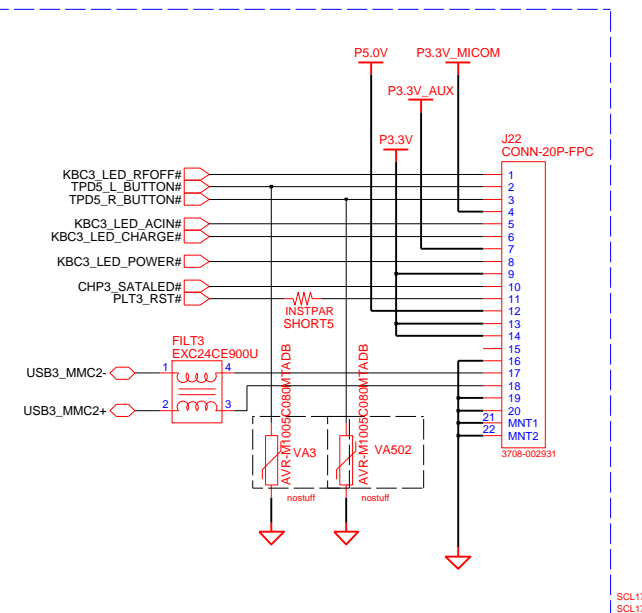 P5.0V
P3.3V_MICOM
P3.3V_AUX
P3.3V
J22
CONN-20P-FPC
KBC3_LED_RFOFF#
TPD5_L_BUTTON#
TPD5_R_BUTTON#
KBC3_LED_ACIN#
KBC3_LED_CHARGE#
KBC3_LED_POWER#
CHP3_SATALED#
PLT3_RST#
INSTPAR
SHORT5
1
2
3
4
5
6
7
8
9
10
11
12
13
14
15
16
17
18
19
20
21 MNT1
22 MNT2
3708-002931
FILT3
EXC24CE900U
USB3_MMC2-
1
4
USB3_MMC2+
2
3
AVR-M1005C080MTADB
VA3
nostuff
AVR-M1005C080MTADB
VA502
nostuff
SCL17
SCL17